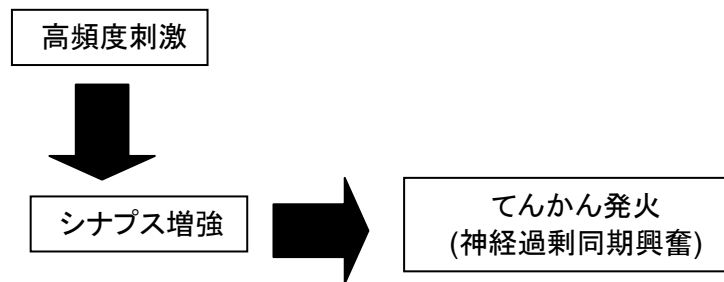 高頻度刺激
シナプス増強
てんかん発火
(神経過剰同期興奮)